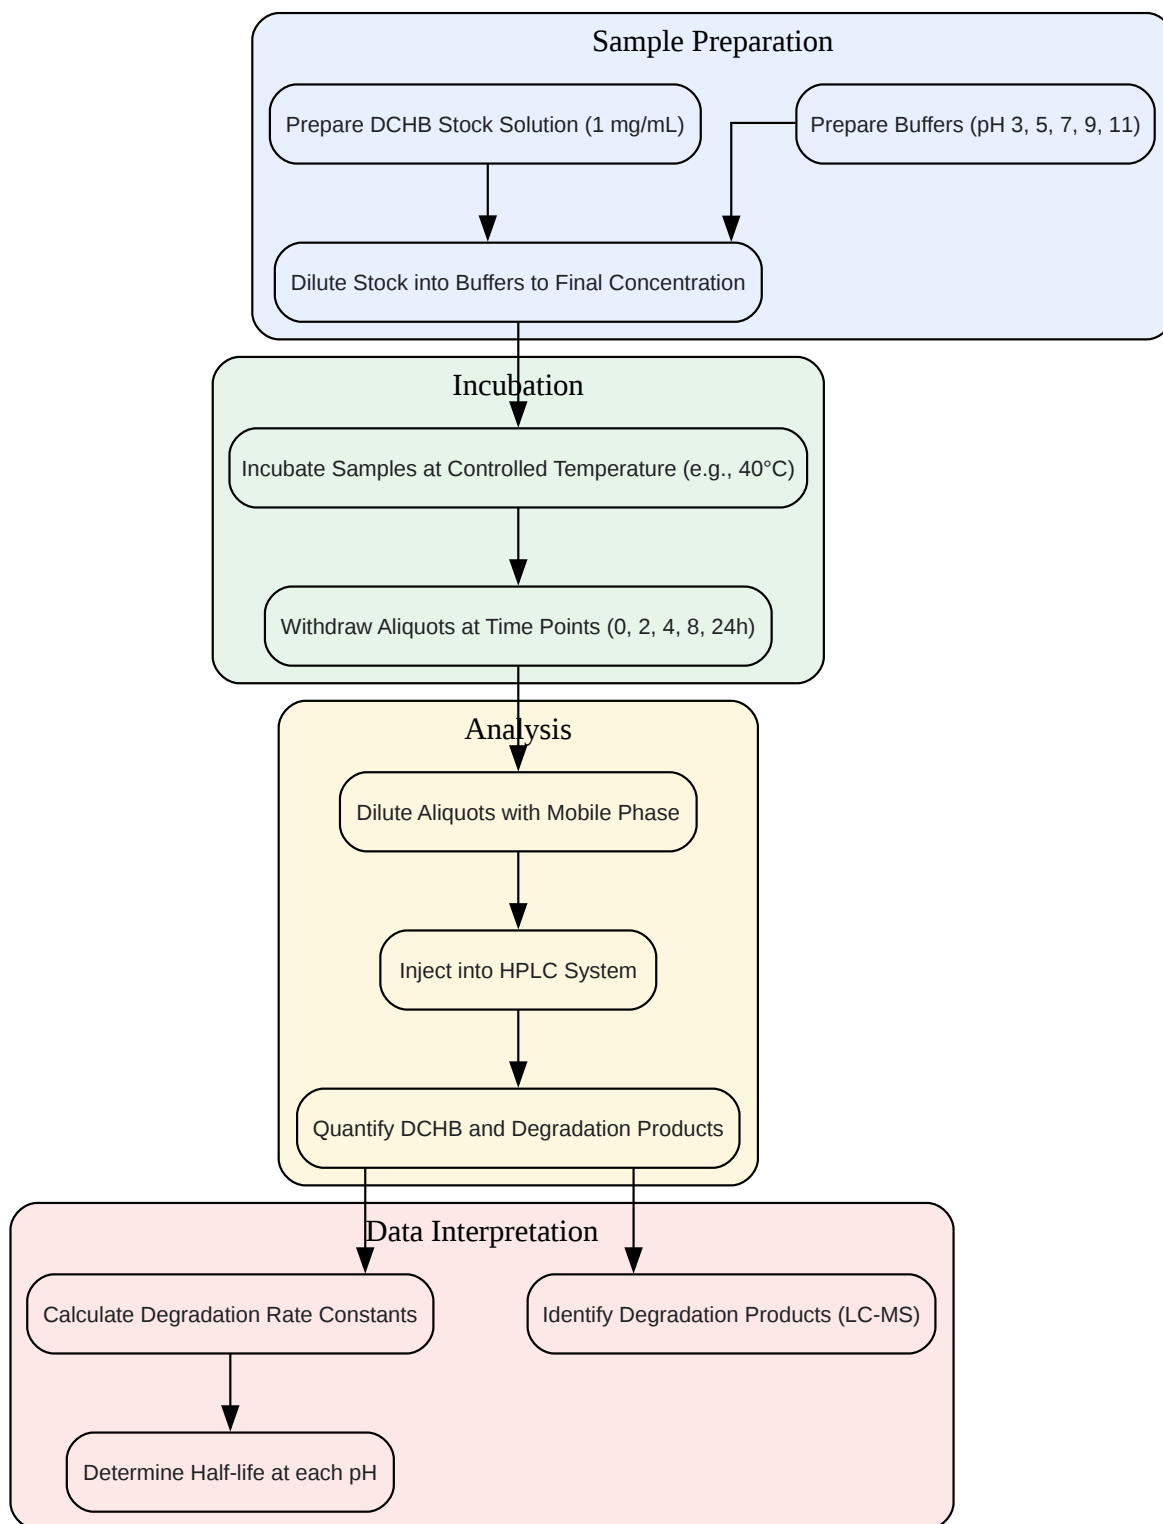 Sample Preparation
Prepare DCHB Stock Solution (1 mg/mL)
Prepare Buffers (pH 3, 5, 7, 9, 11)
Dilute Stock into Buffers to Final Concentration
Incubation
Incubate Samples at Controlled Temperature (e.g., 40°C)
Withdraw Aliquots at Time Points (0, 2, 4, 8, 24h)
Analysis
Dilute Aliquots with Mobile Phase
Inject into HPLC System
Quantify DCHB and Degradation Products
Data Interpretation
Calculate Degradation Rate Constants
Identify Degradation Products (LC-MS)
Determine Half-life at each pH